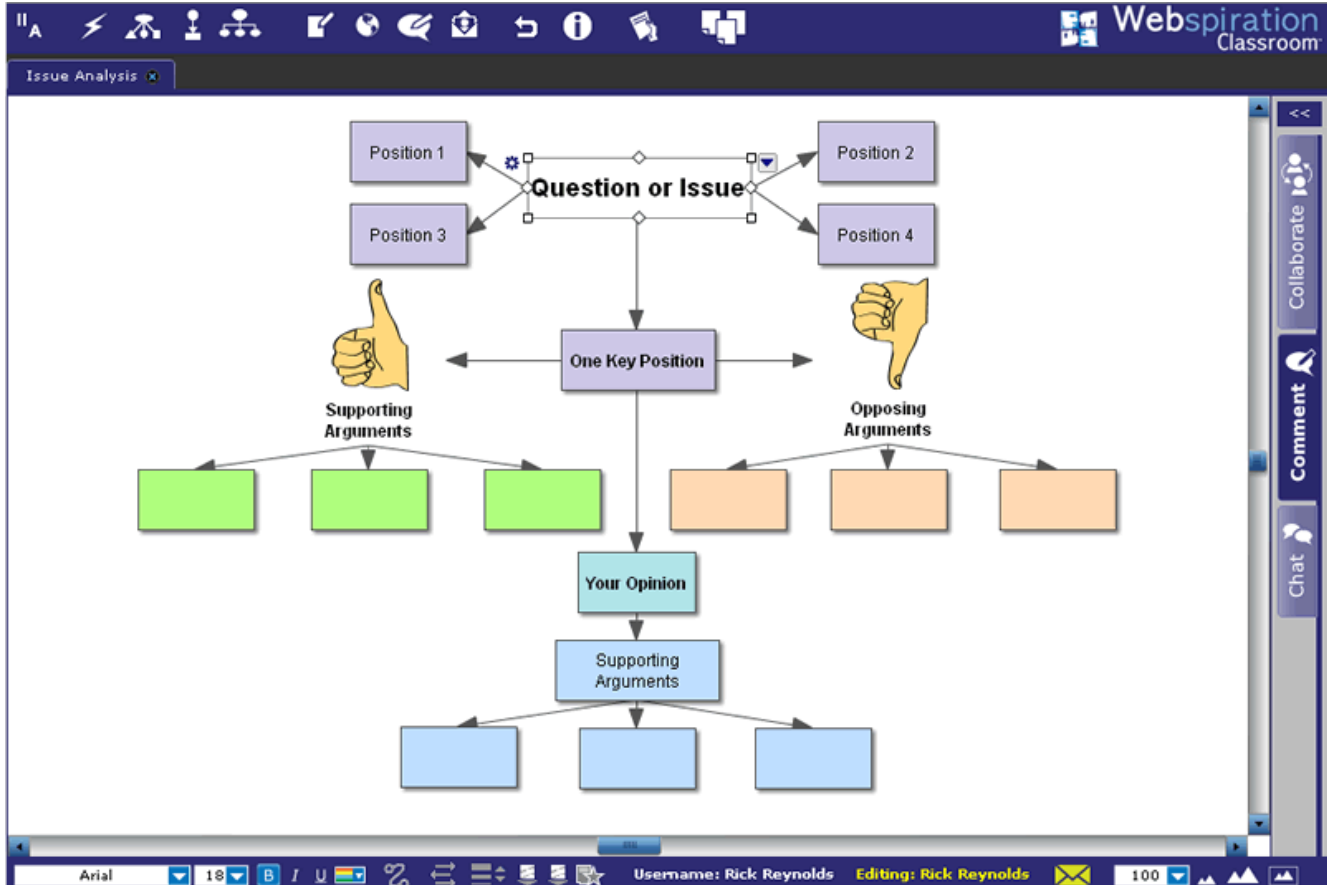 II A
Webspiration
Classroom
Issue Analysis
<<
Position 1
Position 2
Question or Issue
Position 3
Position 4
Collaborate
One Key Position
Supporting
Arguments
Opposing
Arguments
Comment
Chat
Your Opinion
Supporting
Arguments
Arial 18 B I U Username: Rick Reynolds Editing: Rick Reynolds 100